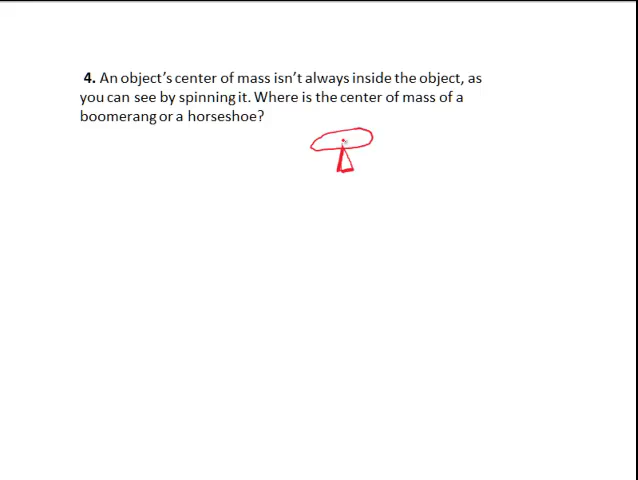 4. An object's center of mass isn't always inside the object, as
you can see by spinning it. Where is the center of mass of a
boomerang or a horseshoe?